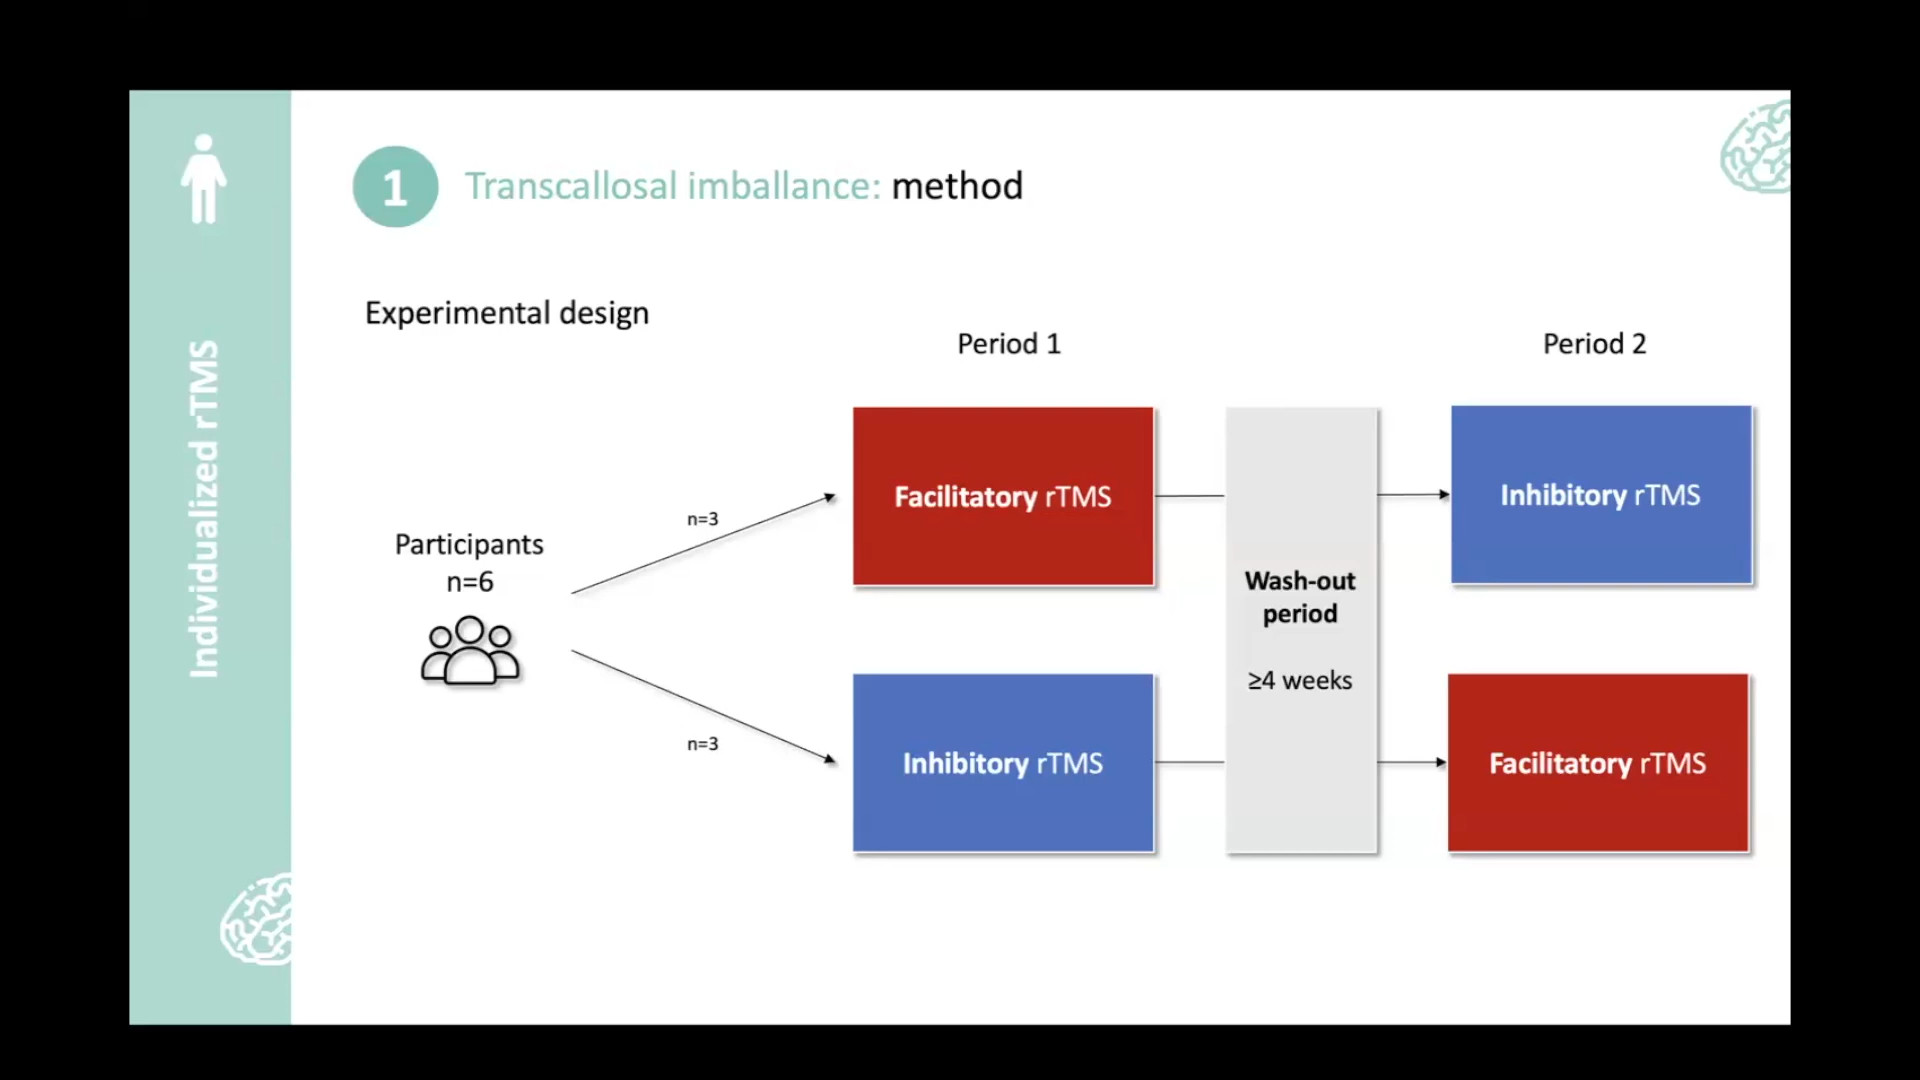 Individualized rTMS
1
Transcallosal imballance: method
Experimental design
Period 1
Period 2
Participants
n=6
n=3
n=3
Facilitatory rTMS
Inhibitory rTMS
Wash-out
period
≥4 weeks
Inhibitory rTMS
Facilitatory rTMS